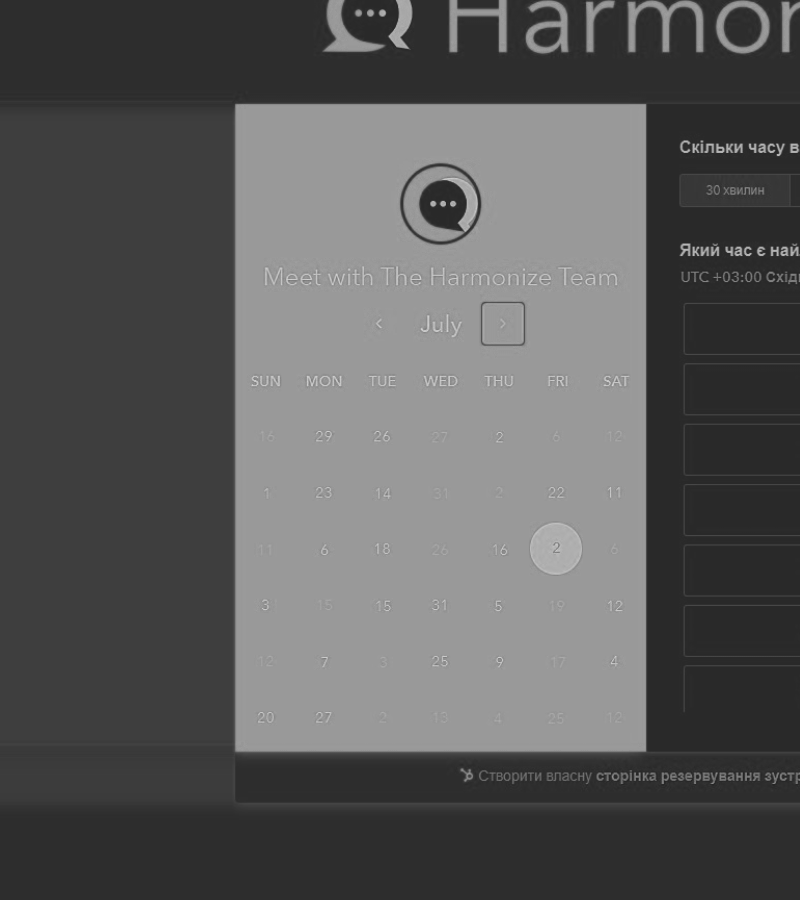 Harmon
Meet with The Harmonize Team
July
SUN MON TUE WED THU FRI SAT
16 29 26 27 2 6 12
1 23 14 31 2 22 11
11 6 18 26 16 2 6
3 15 15 31 5 19 12
12 7 3 25 9 17 4
20 27 2 13 4 25 12
Скільки часу в
30 хвилин
Який час є най
UTC +03:00 Східн
Створити власну сторінка резервування зустр